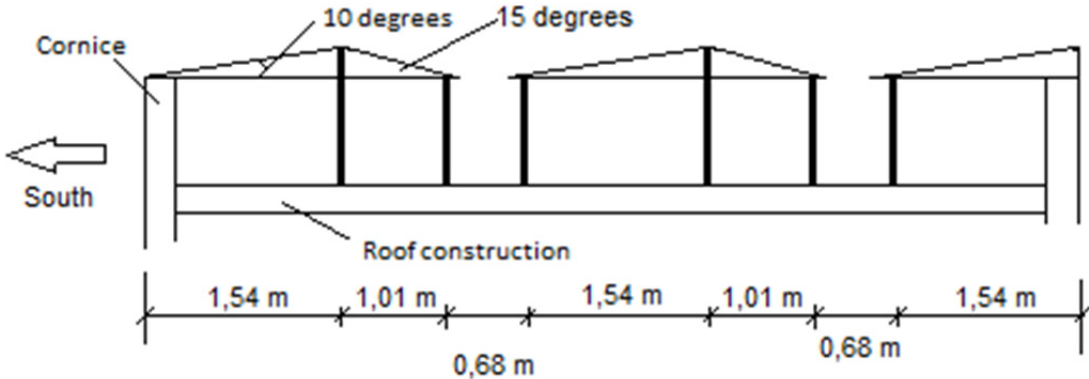 10 degrees
15 degrees
Cornice
South
Roof construction
1,54 m
1,01 m
1,54 m
1,01 m
1,54 m
0,68 m
0,68 m